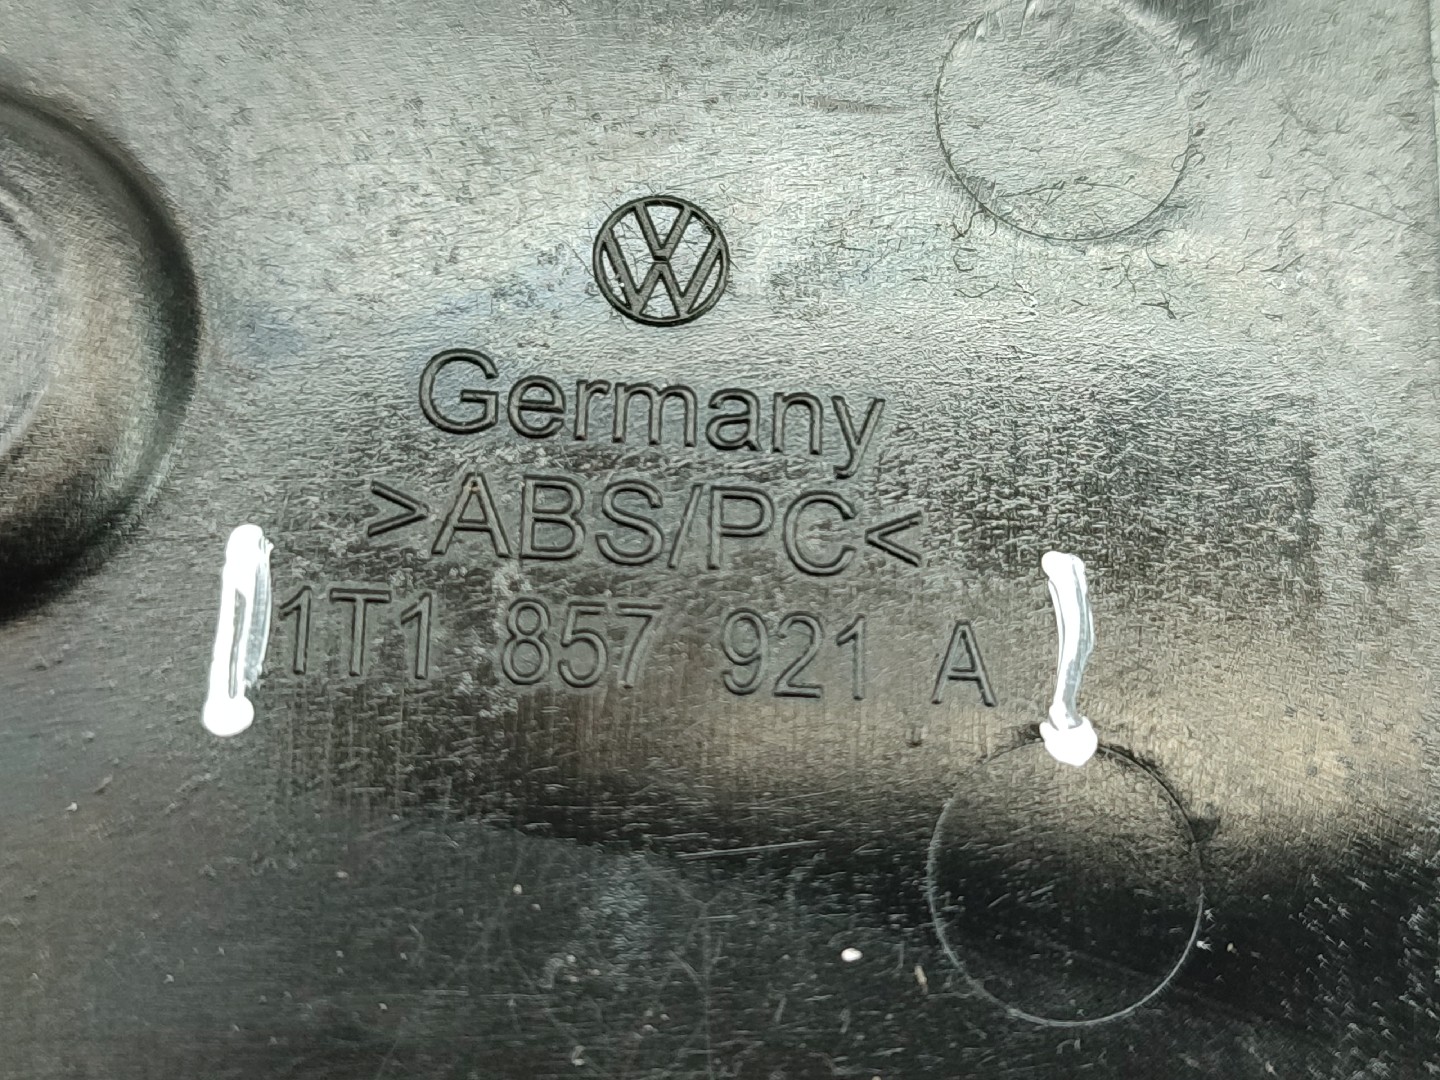 Germany
>ABS/PC<
1T1 857 921 A